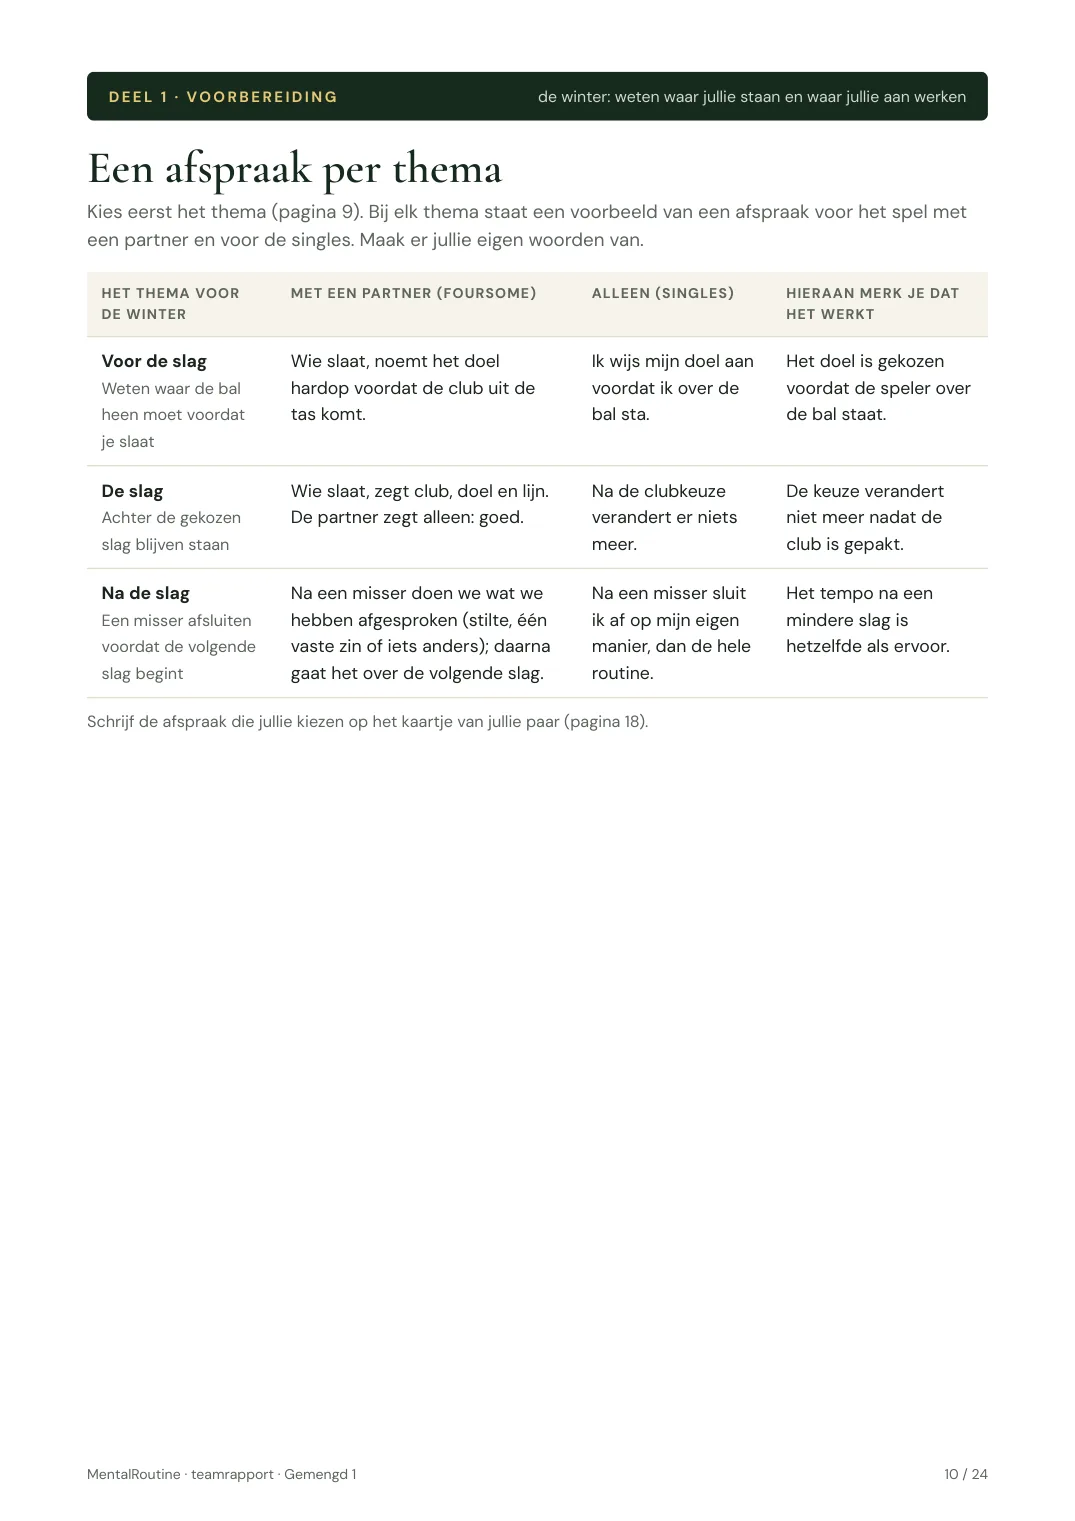 DEEL 1 · VOORBEREIDING
de winter: weten waar jullie staan en waar jullie aan werken
Een afspraak per thema
Kies eerst het thema (pagina 9). Bij elk thema staat een voorbeeld van een afspraak voor het spel met
een partner en voor de singles. Maak er jullie eigen woorden van.
HET THEMA VOOR
DE WINTER
MET EEN PARTNER (FOURSOME)
ALLEEN (SINGLES)
HIERAAN MERK JE DAT
HET WERKT
Voor de slag
Weten waar de bal
heen moet voordat
je slaat
Wie slaat, noemt het doel
hardop voordat de club uit de
tas komt.
Ik wijs mijn doel aan
voordat ik over de
bal sta.
Het doel is gekozen
voordat de speler over
de bal staat.
De slag
Achter de gekozen
slag blijven staan
Wie slaat, zegt club, doel en lijn.
De partner zegt alleen: goed.
Na de clubkeuze
verandert er niets
meer.
De keuze verandert
niet meer nadat de
club is gepakt.
Na de slag
Een misser afsluiten
voordat de volgende
slag begint
Na een misser doen we wat we
hebben afgesproken (stilte, één
vaste zin of iets anders); daarna
gaat het over de volgende slag.
Na een misser sluit
ik af op mijn eigen
manier, dan de hele
routine.
Het tempo na een
mindere slag is
hetzelfde als ervoor.
Schrijf de afspraak die jullie kiezen op het kaartje van jullie paar (pagina 18).
MentalRoutine · teamrapport · Gemengd 1
10 / 24